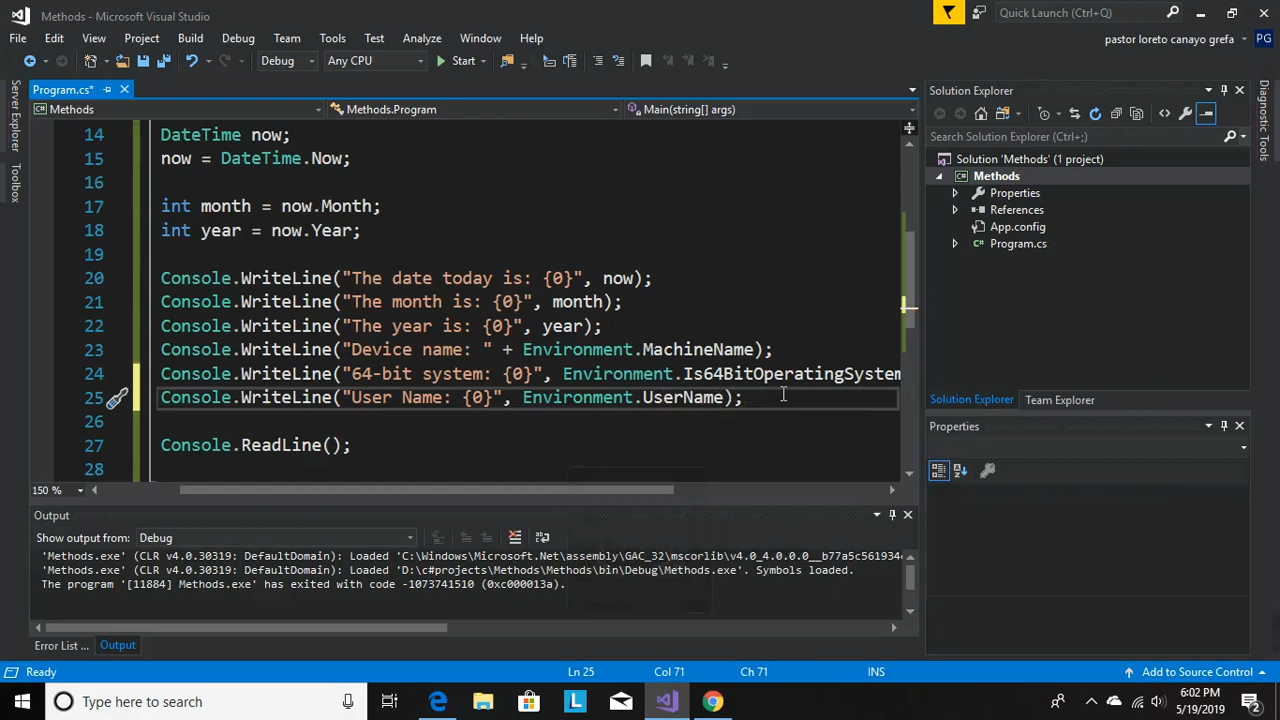 Methods - Microsoft Visual Studio
Quick Launch (Ctrl+Q)
File Edit View Project Build Debug Team Tools Test Analyze Window Help
pastor loreto canayo grefa PG
Debug Any CPU Start
Server Explorer
Toolbox
Program.cs*
Methods Methods.Program Main(string[] args)
14 DateTime now;
15 now = DateTime.Now;
16
17 int month = now.Month;
18 int year = now.Year;
19
20 Console.WriteLine("The date today is: {0}", now);
21 Console.WriteLine("The month is: {0}", month);
22 Console.WriteLine("The year is: {0}", year);
23 Console.WriteLine("Device name: " + Environment.MachineName);
24 Console.WriteLine("64-bit system: {0}", Environment.Is64BitOperatingSystem
25 Console.WriteLine("User Name: {0}", Environment.UserName);
26
27 Console.ReadLine();
28
150 %
Output
Show output from: Debug
'Methods.exe' (CLR v4.0.30319: DefaultDomain): Loaded 'C:\Windows\Microsoft.Net\assembly\GAC_32\mscorlib\v4.0_4.0.0.0__b77a5c561934
'Methods.exe' (CLR v4.0.30319: DefaultDomain): Loaded 'D:\c#projects\Methods\Methods\bin\Debug\Methods.exe'. Symbols loaded.
The program '[11884] Methods.exe' has exited with code -1073741510 (0xc000013a).
Error List ... Output
Solution Explorer
Search Solution Explorer (Ctrl+;)
Solution 'Methods' (1 project)
Methods
Properties
References
App.config
Program.cs
Solution Explorer Team Explorer
Properties
Diagnostic Tools
Ready Ln 25 Col 71 Ch 71 INS Add to Source Control
Type here to search
6:02 PM
5/19/2019
2